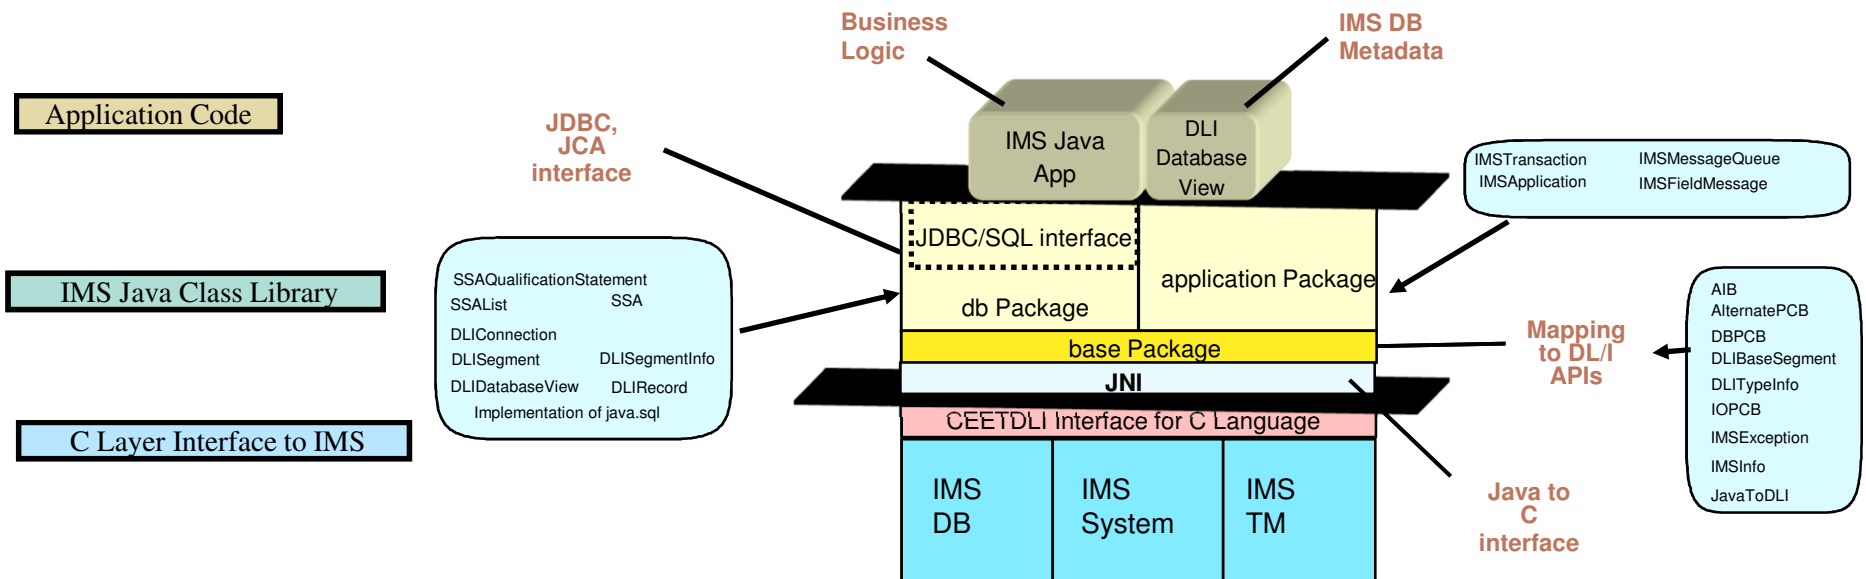 Business
Logic
IMS DB
Metadata
Application Code
JDBC,
JCA
interface
IMS Java
App
DLI
Database
View
IMSTransaction IMSMessageQueue
IMSApplication IMSFieldMessage
JDBC/SQL interface
application Package
db Package
SSAQualificationStatement
SSAList SSA
DLIConnection
DLISegment DLISegmentInfo
DLIDatabaseView DLIRecord
Implementation of java.sql
IMS Java Class Library
base Package
Mapping
to DL/I
APIs
AIB
AlternatePCB
DBPCB
DLIBaseSegment
DLITypeInfo
IOPCB
IMSException
IMSInfo
JavaToDLI
JNI
CEETDLI Interface for C Language
C Layer Interface to IMS
IMS
DB
IMS
System
IMS
TM
Java to
C
interface